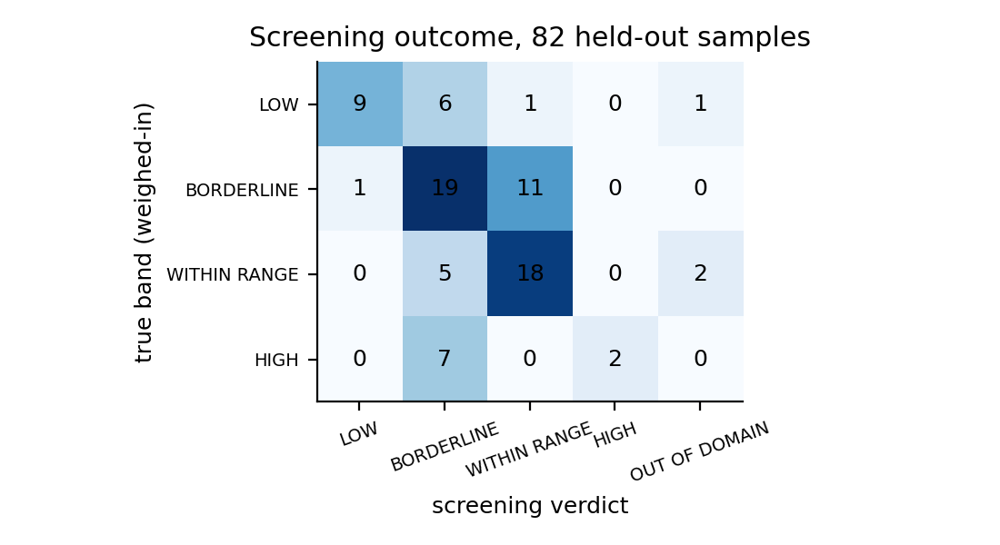 Screening outcome, 82 held-out samples
true band (weighed-in)
LOW 9 6 1 0 1
BORDERLINE 1 19 11 0 0
WITHIN RANGE 0 5 18 0 2
HIGH 0 7 0 2 0
LOW BORDERLINE WITHIN RANGE HIGH OUT OF DOMAIN
screening verdict